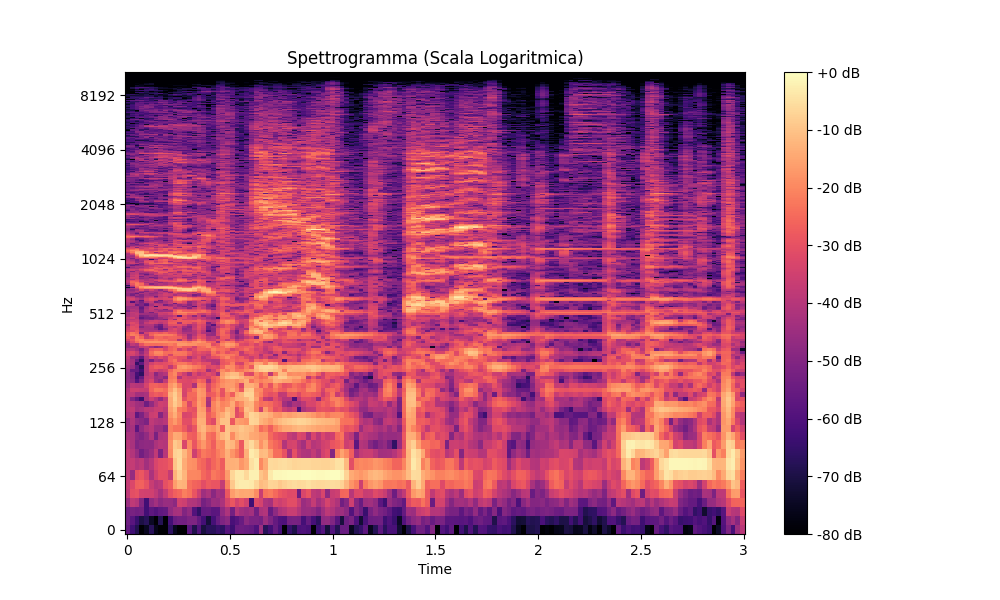 Spettrogramma (Scala Logaritmica)
8192
4096
2048
1024
512
256
128
64
0
Hz
0
0.5
1
1.5
2
2.5
3
Time
+0 dB
-10 dB
-20 dB
-30 dB
-40 dB
-50 dB
-60 dB
-70 dB
-80 dB